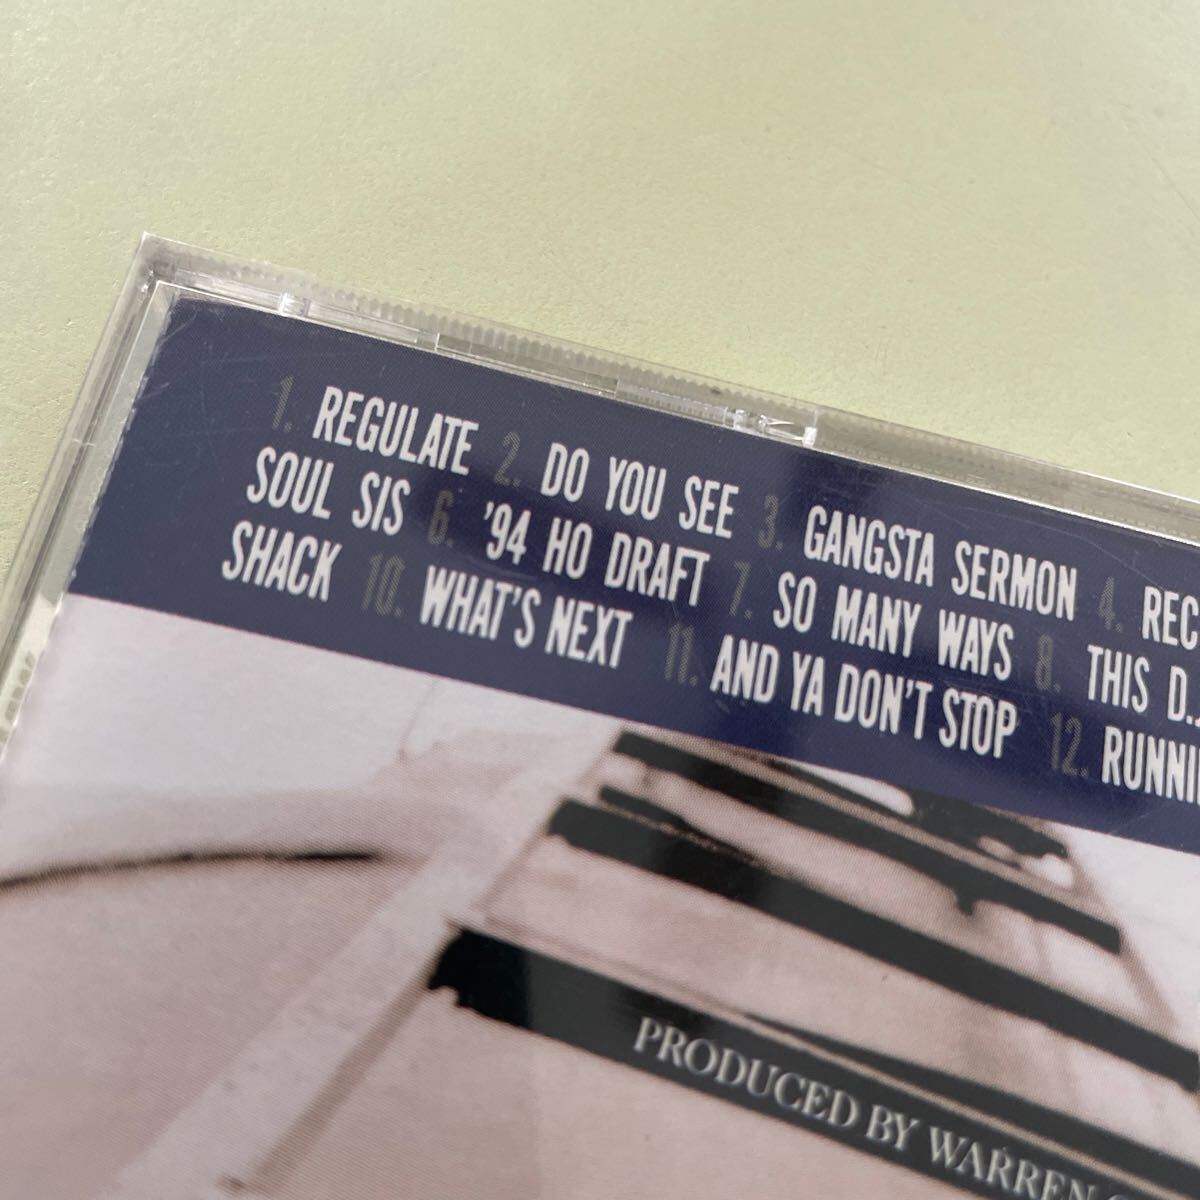 1. REGULATE 2. DO YOU SEE 3. GANGSTA SERMON 4. REC
SOUL SIS 6. '94 HO DRAFT 7. SO MANY WAYS 8. THIS D.
SHACK 10. WHAT'S NEXT 11. AND YA DON'T STOP 12. RUNNI
PRODUCED BY WARREN